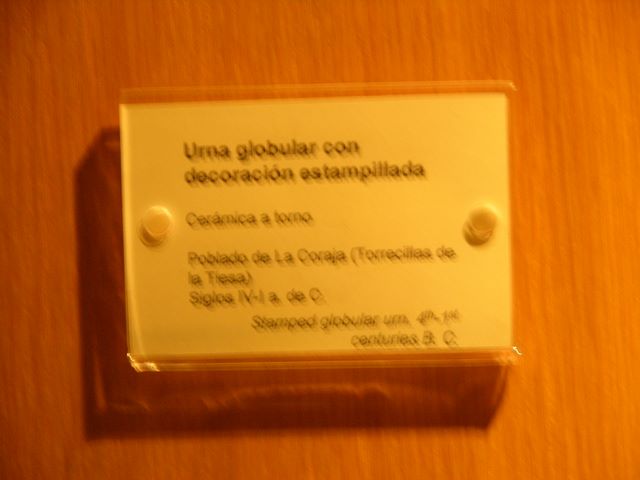 Urna globular con
decoración estampillada
Cerámica a torno
Poblado de La Coraja (Torrecillas de
la Tiesa)
Siglos IV-I a. de C.
Stamped globular urn. 4th-1st
centuries B. C.